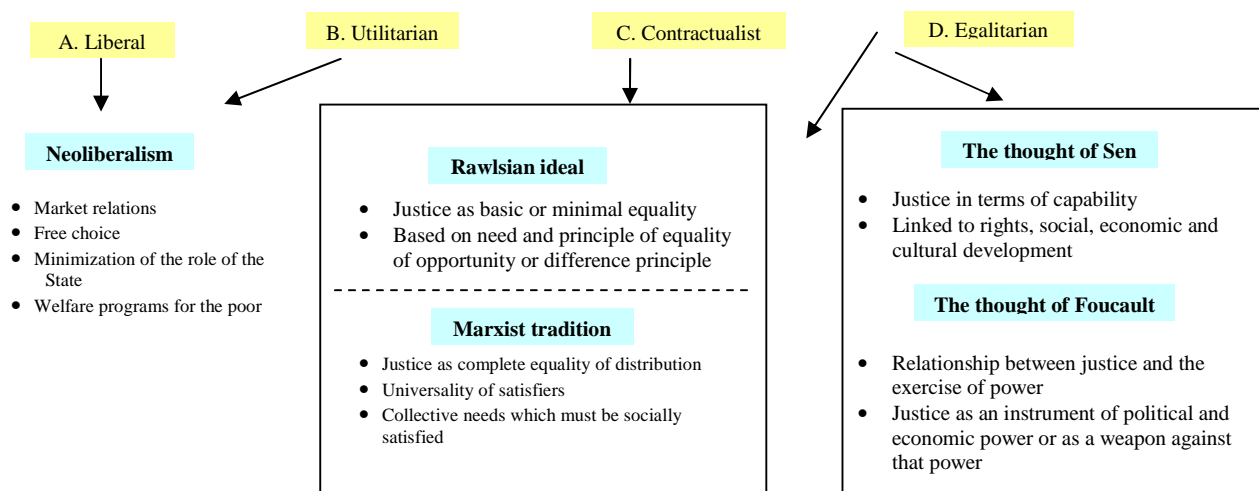 A. Liberal
B. Utilitarian
C. Contractualist
D. Egalitarian
Neoliberalism
• Market relations
• Free choice
• Minimization of the role of the
State
• Welfare programs for the poor
Rawlsian ideal
• Justice as basic or minimal equality
• Based on need and principle of equality
of opportunity or difference principle
Marxist tradition
• Justice as complete equality of distribution
• Universality of satisfiers
• Collective needs which must be socially
satisfied
The thought of Sen
• Justice in terms of capability
• Linked to rights, social, economic and
cultural development
The thought of Foucault
• Relationship between justice and the
exercise of power
• Justice as an instrument of political and
economic power or as a weapon against
that power